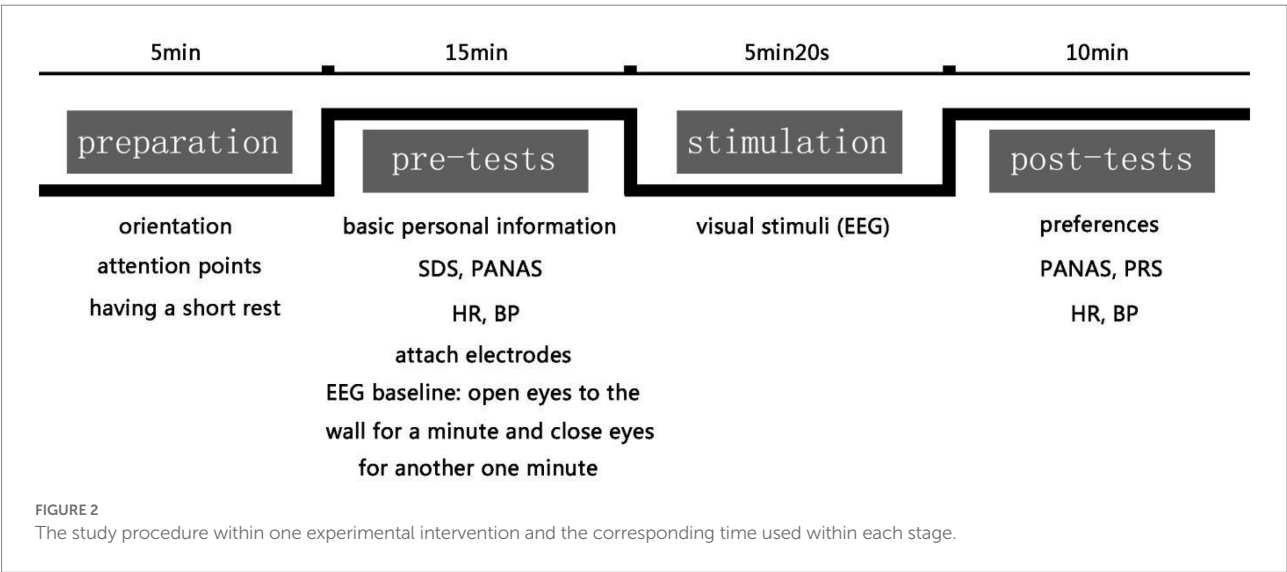 5min 15min 5min20s 10min
preparation pre-tests stimulation post-tests
orientation basic personal information visual stimuli (EEG) preferences
attention points SDS, PANAS PANAS, PRS
having a short rest HR, BP HR, BP
attach electrodes
EEG baseline: open eyes to the
wall for a minute and close eyes
for another one minute
FIGURE 2
The study procedure within one experimental intervention and the corresponding time used within each stage.